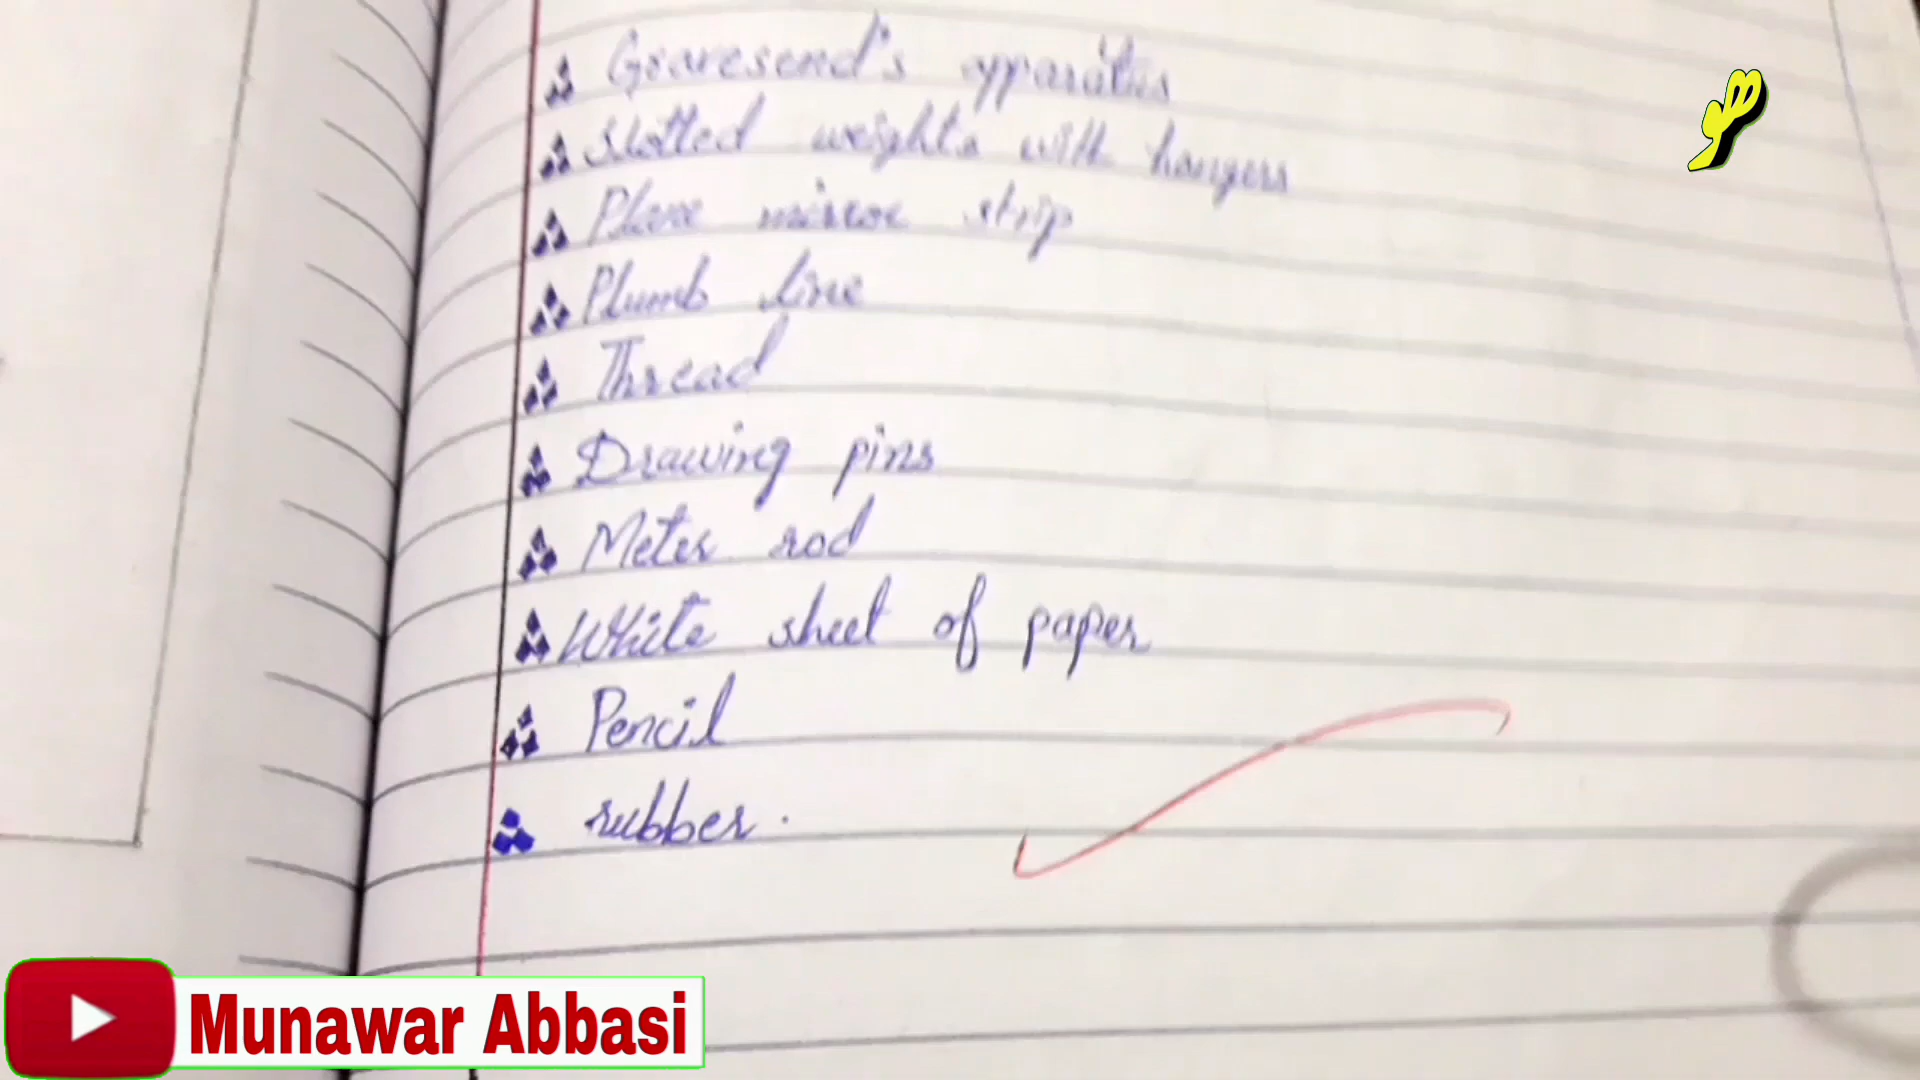 Gravesend's apparatus
Slotted weights with hangers
Plane mirror strip
Plumb line
Thread
Drawing pins
Meter rod
White sheet of paper
Pencil
rubber.
Munawar Abbasi